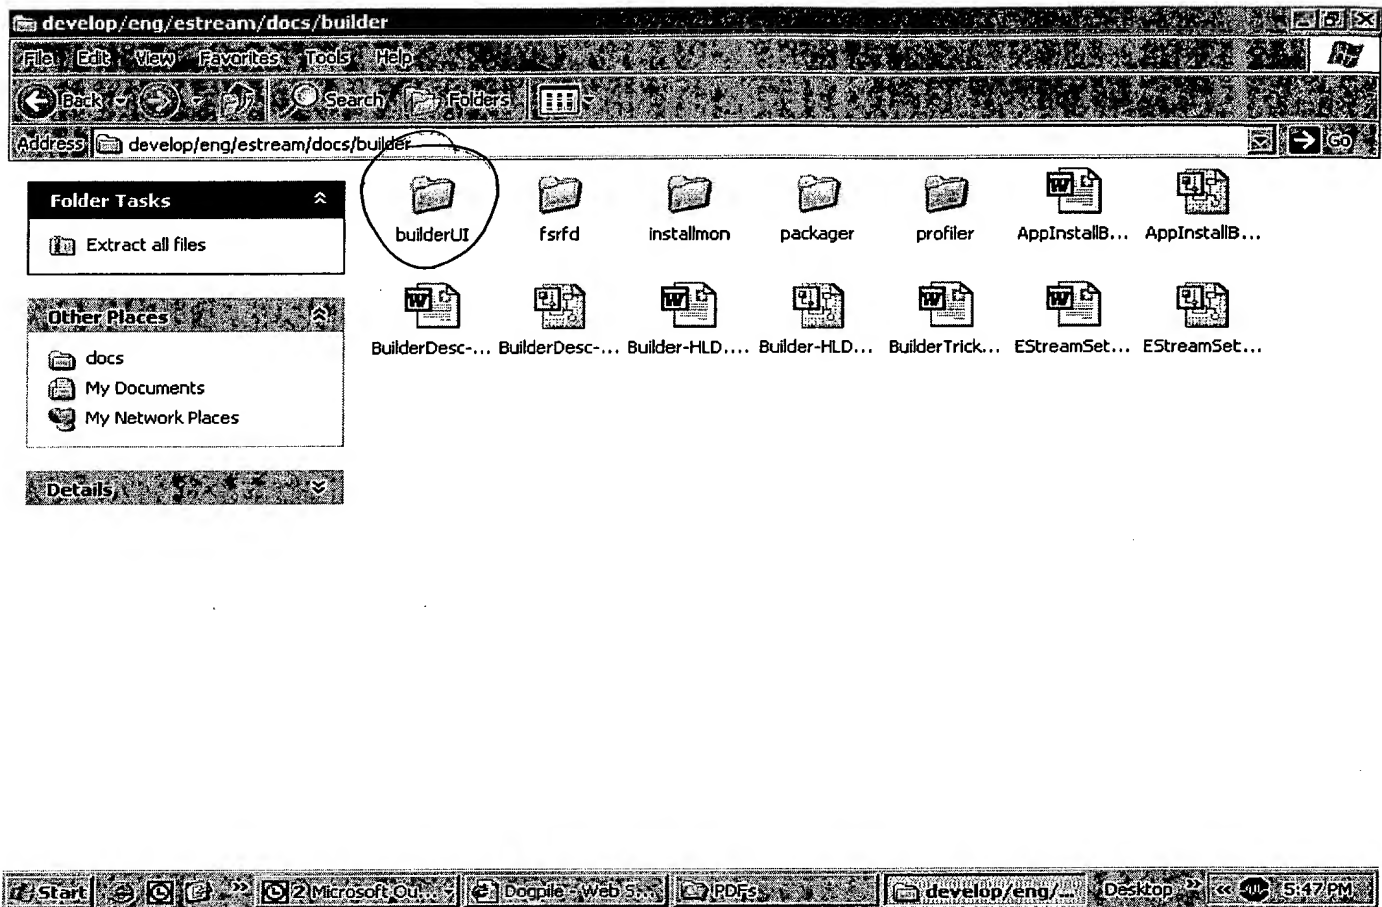 develop/eng/estream/docs/builder
File Edit View Favorites Tools Help
Back Search Folders
Address develop/eng/estream/docs/builder Go
Folder Tasks
Extract all files
Other Places
docs
My Documents
My Network Places
Details
builderUI fsrfd installmon packager profiler AppInstallB... AppInstallB...
BuilderDesc-... BuilderDesc-... Builder-HLD.... Builder-HLD... BuilderTrick... EStreamSet... EStreamSet...
Start 2 Microsoft Ou... Dogpile - Web S... PDFs develop/eng/... Desktop 5:47 PM